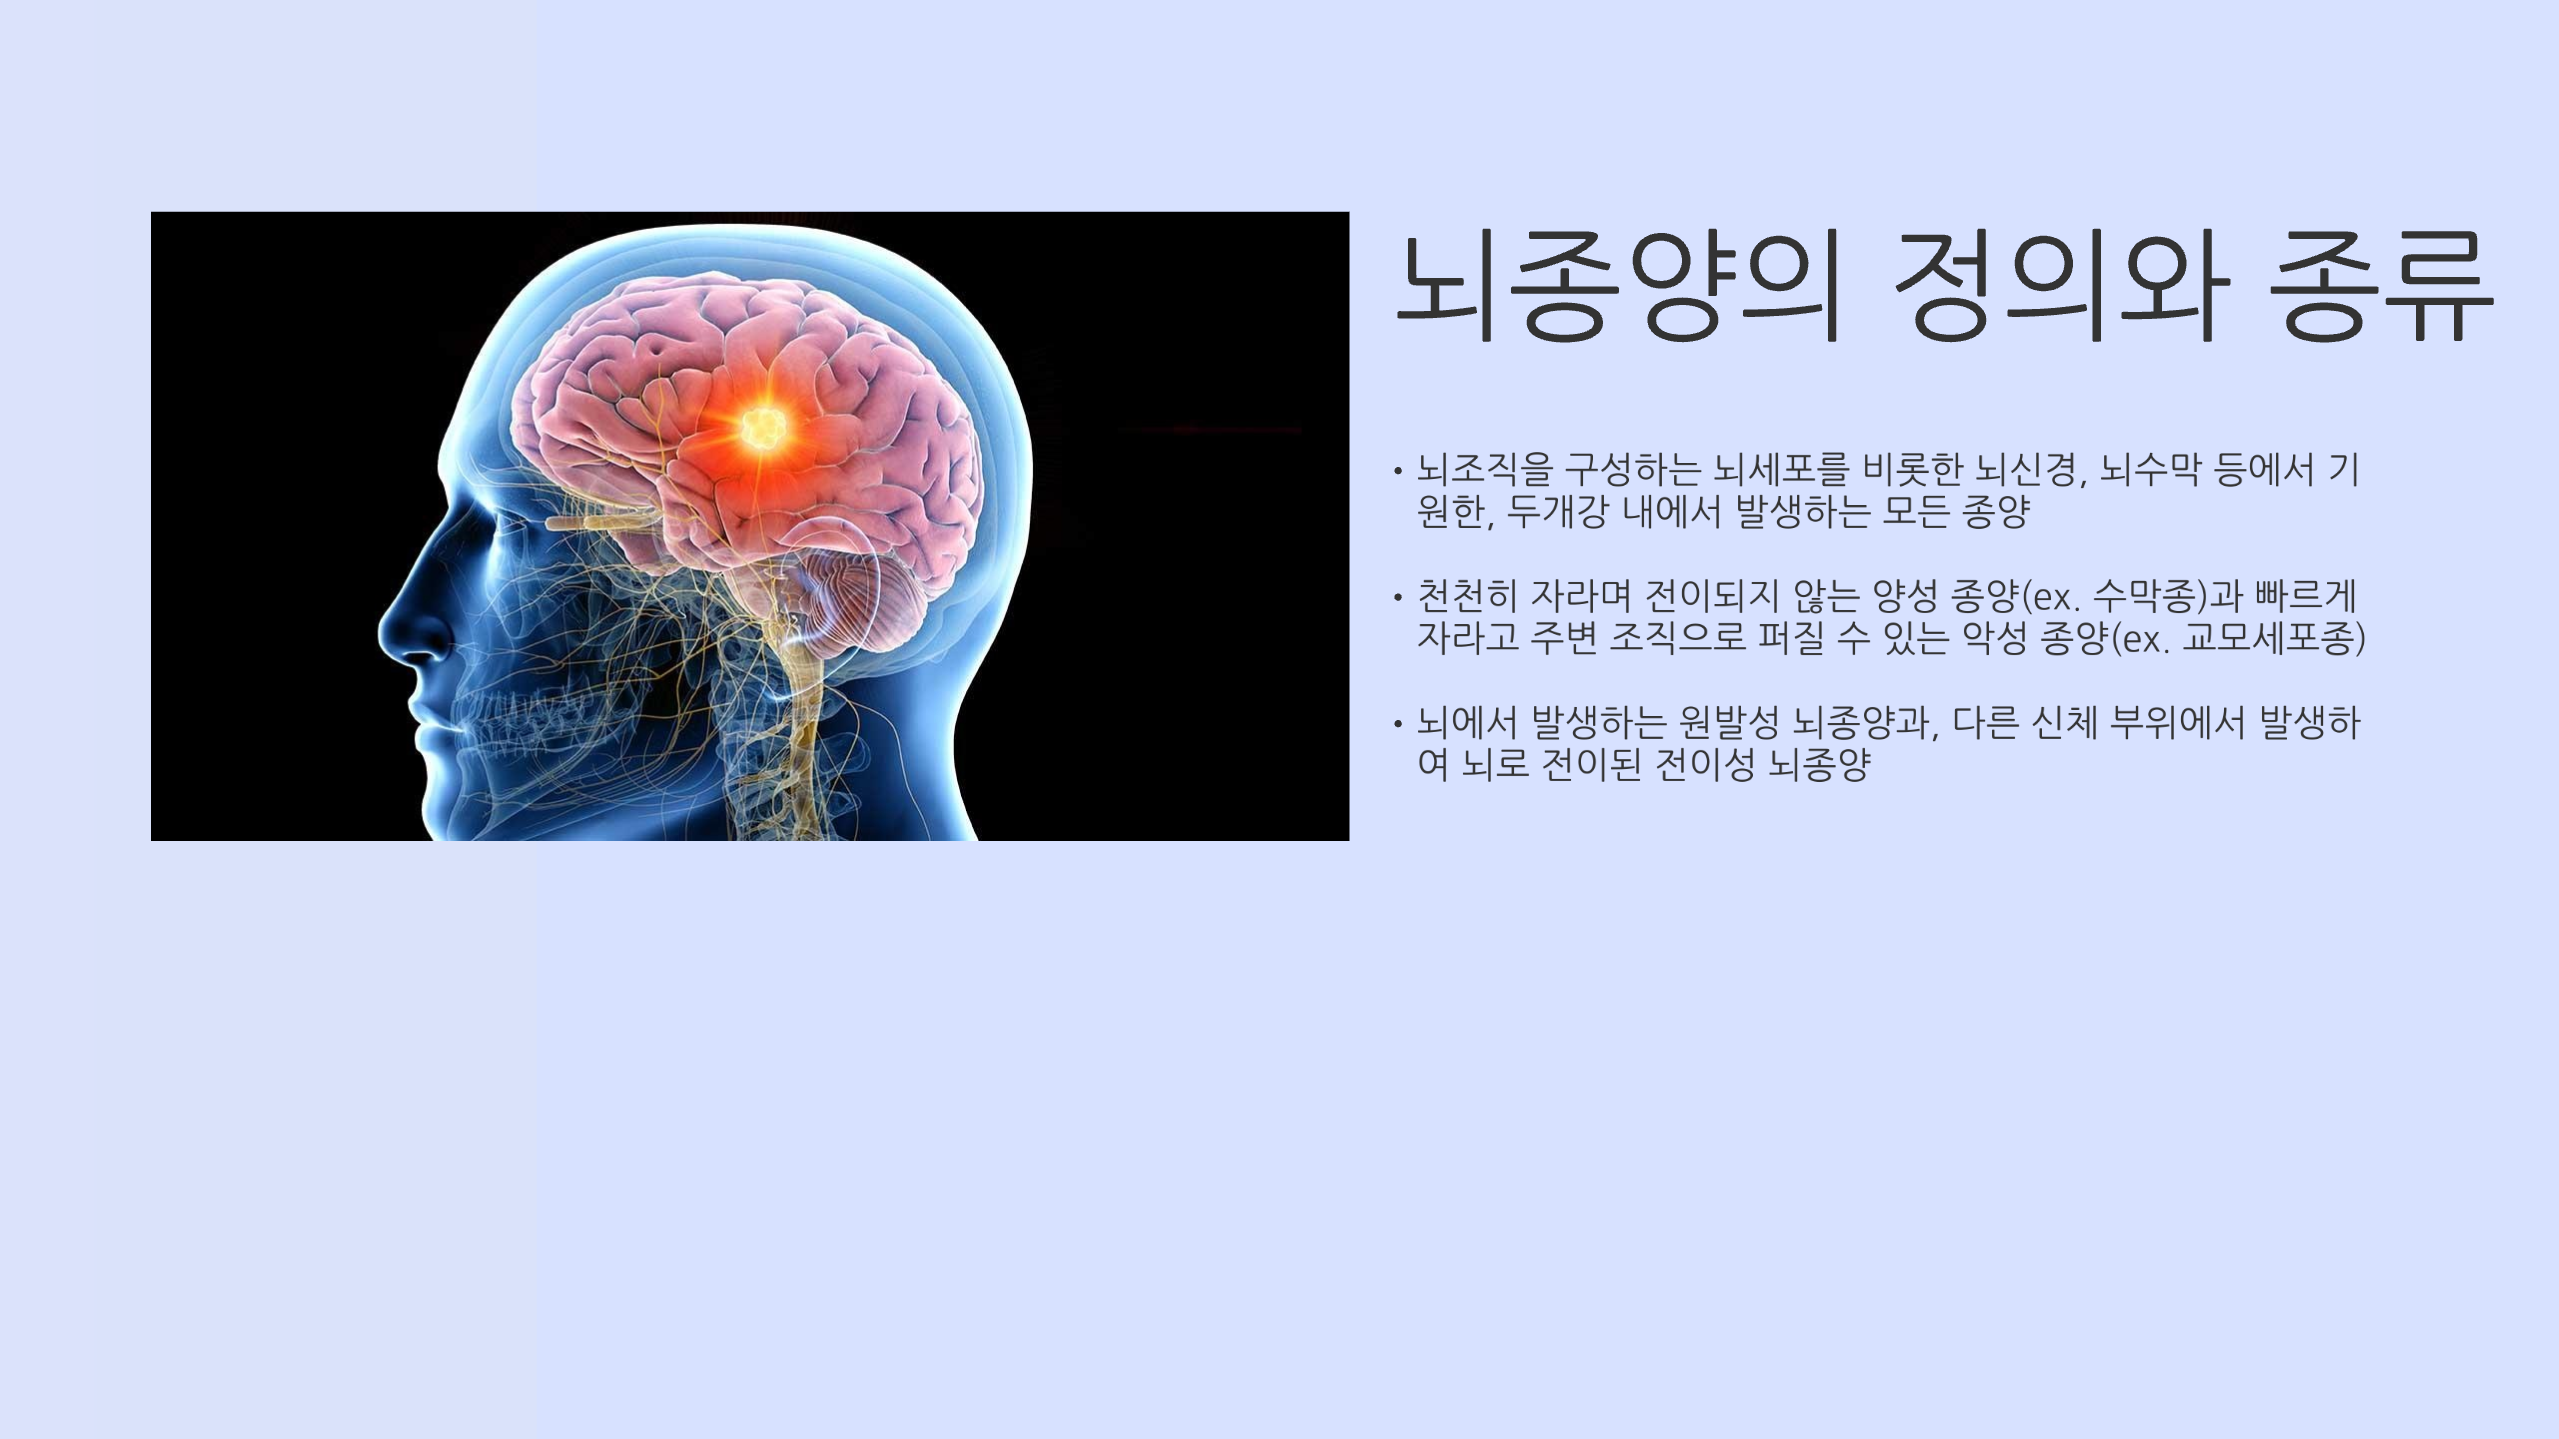 뇌종양의 정의와 종류
• 뇌조직을 구성하는 뇌세포를 비롯한 뇌신경, 뇌수막 등에서 기
원한, 두개강 내에서 발생하는 모든 종양
• 천천히 자라며 전이되지 않는 양성 종양(ex. 수막종)과 빠르게
자라고 주변 조직으로 퍼질 수 있는 악성 종양(ex. 교모세포종)
• 뇌에서 발생하는 원발성 뇌종양과, 다른 신체 부위에서 발생하
여 뇌로 전이된 전이성 뇌종양